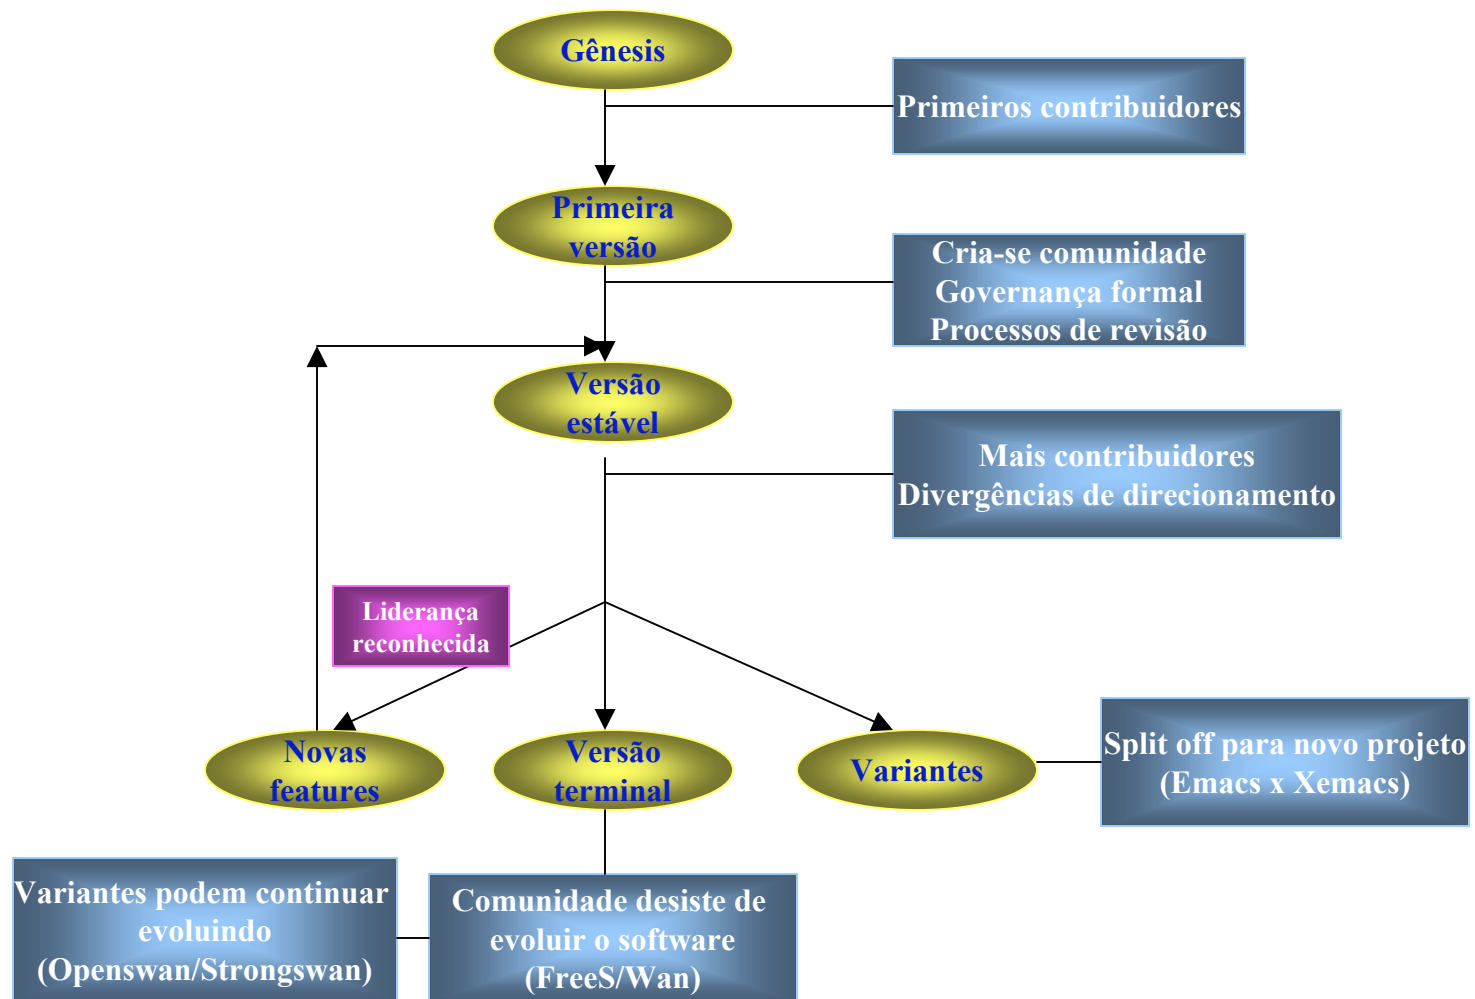 Gênesis
Primeiros contribuidores
Primeira
versão
Cria-se comunidade
Governança formal
Processos de revisão
Versão
estável
Mais contribuidores
Divergências de direcionamento
Liderança
reconhecida
Novas
features
Versão
terminal
Variantes
Split off para novo projeto
(Emacs x Xemacs)
Variantes podem continuar
evoluindo
(Openswan/Strongswan)
Comunidade desiste de
evoluir o software
(FreeS/Wan)